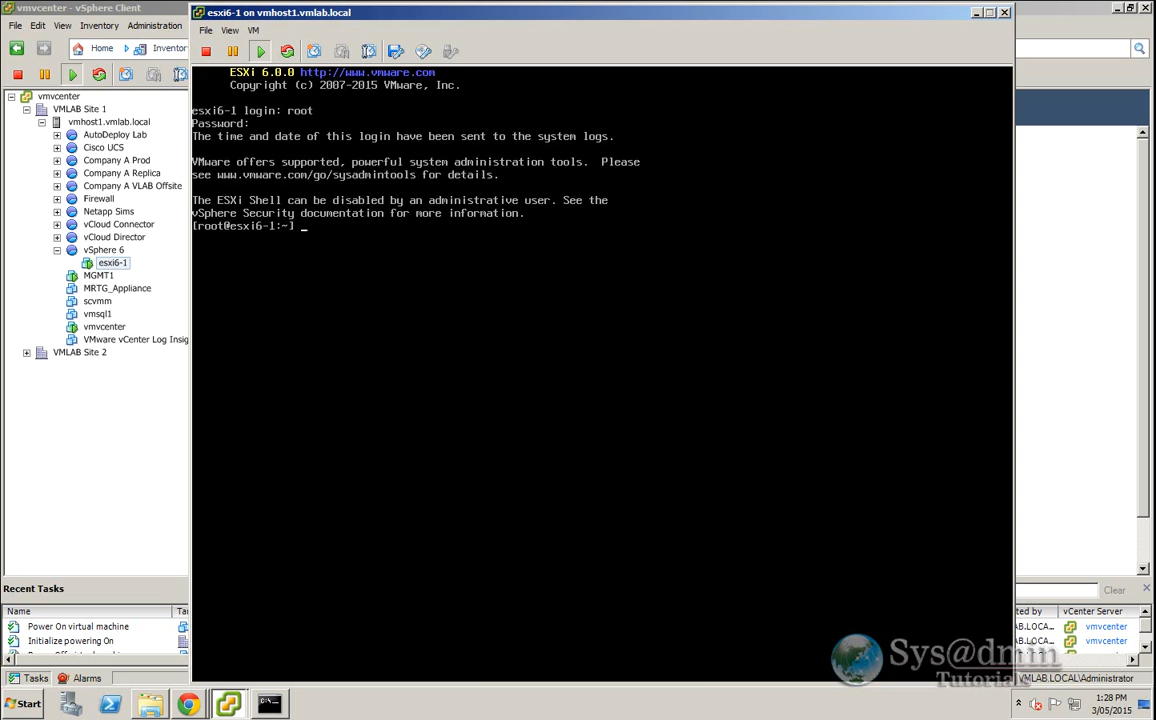 vmvcenter - vSphere Client
File Edit View Inventory Administration
Home
vmvcenter
VMLAB Site 1
vmhost1.vmlab.local
AutoDeploy Lab
Cisco UCS
Company A Prod
Company A Replica
Company A VLAB Offsite
Firewall
Netapp Sims
vCloud Connector
vCloud Director
vSphere 6
esxi6-1
MGMT1
MRTG_Appliance
scvmm
vmsql1
vmvcenter
VMware vCenter Log Insig
VMLAB Site 2
esxi6-1 on vmhost1.vmlab.local
File View VM
ESXi 6.0.0 http://www.vmware.com
Copyright (c) 2007-2015 VMware, Inc.
esxi6-1 login: root
Password:
The time and date of this login have been sent to the system logs.
VMware offers supported, powerful system administration tools.  Please
see www.vmware.com/go/sysadmintools for details.
The ESXi Shell can be disabled by an administrative user. See the
vSphere Security documentation for more information.
[root@esxi6-1:~] _
Recent Tasks
Clear
Name
ted by vCenter Server
Power On virtual machine
AB.LOCA... vmvcenter
Initialize powering On
AB.LOCA... vmvcenter
Tasks Alarms
VMLAB.LOCAL\Administrator
Sys@dmin
Tutorials
Start
1:28 PM
3/05/2015